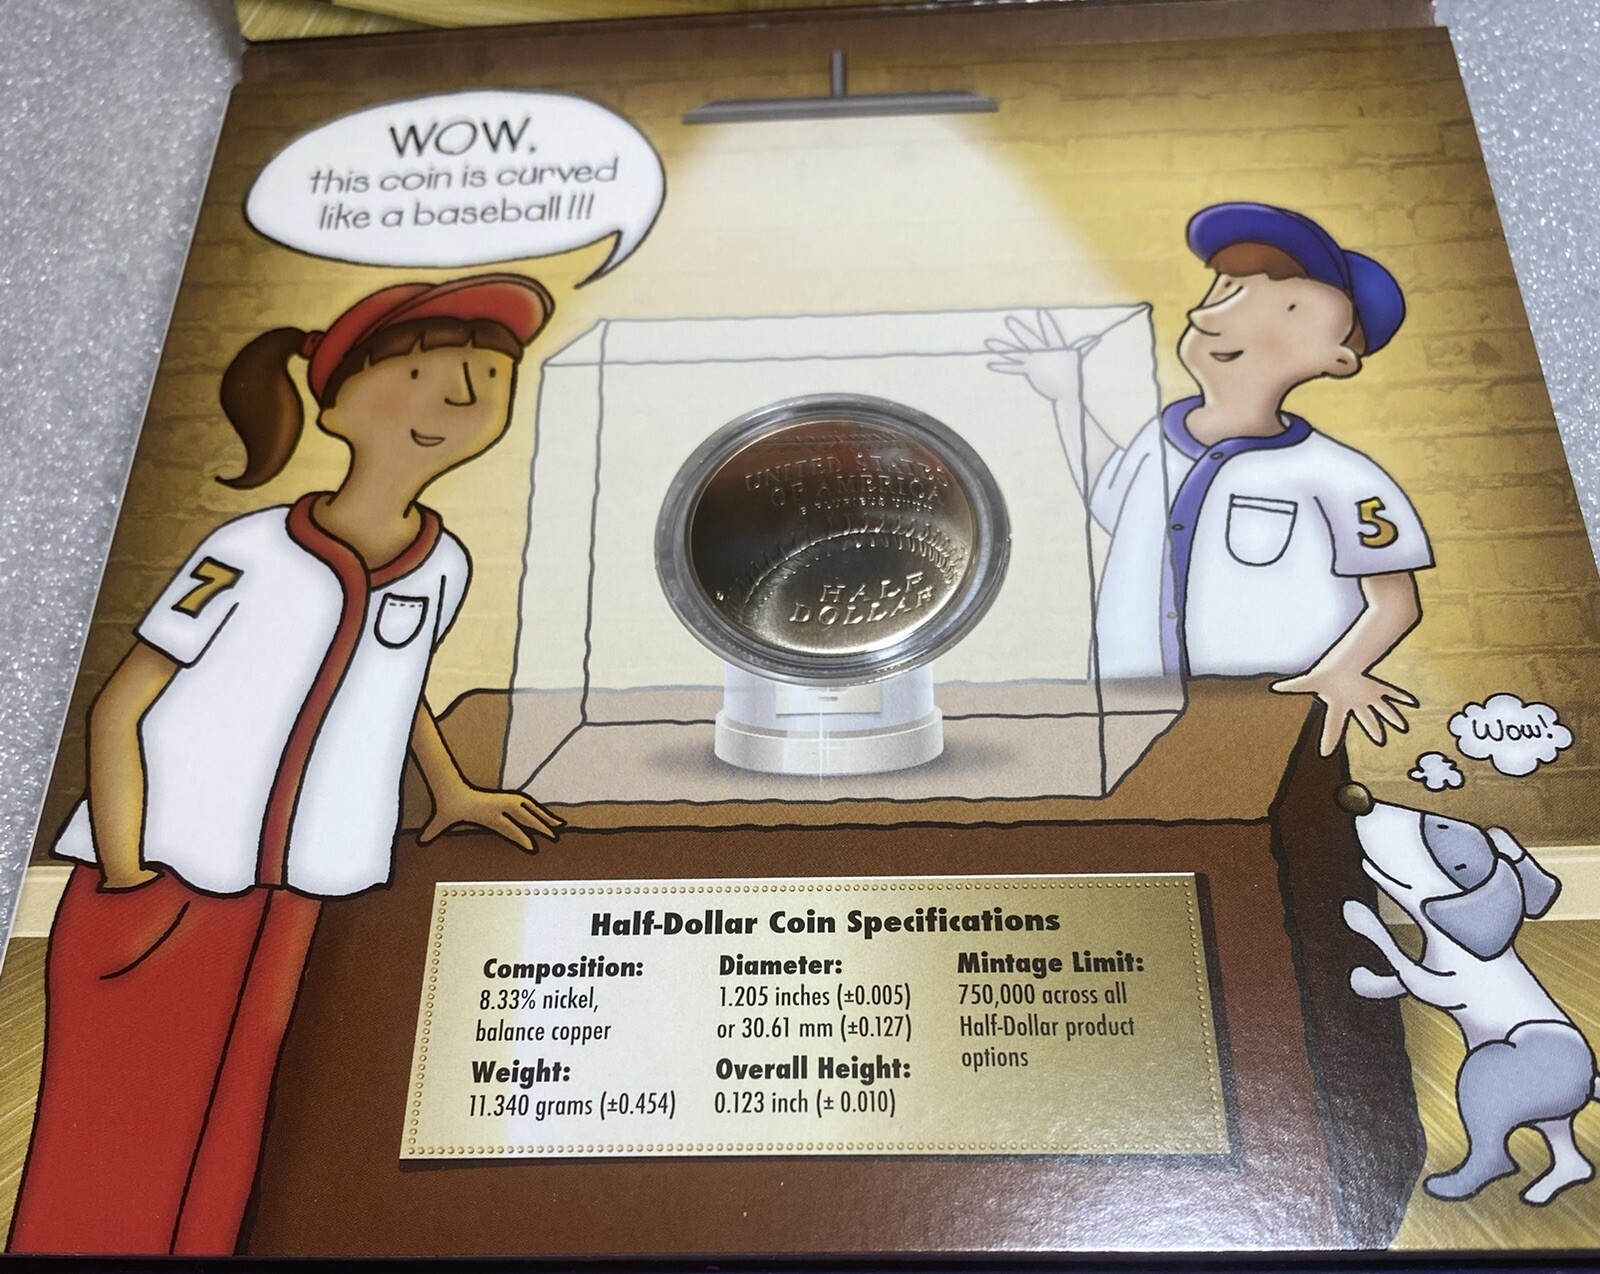 WOW,
this coin is curved
like a baseball!!!
UNITED STATES
OF AMERICA
E PLURIBUS UNUM
HALF
DOLLAR
7
5
Wow!
Half-Dollar Coin Specifications
Composition:
8.33% nickel,
balance copper
Weight:
11.340 grams (±0.454)
Diameter:
1.205 inches (±0.005)
or 30.61 mm (±0.127)
Overall Height:
0.123 inch (± 0.010)
Mintage Limit:
750,000 across all
Half-Dollar product
options